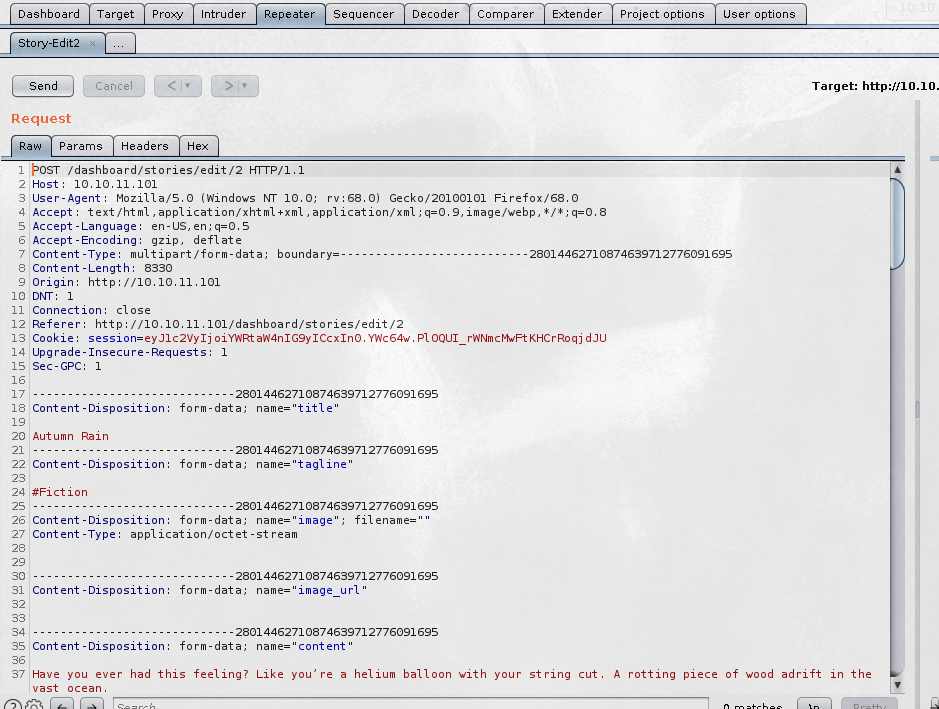 Dashboard Target Proxy Intruder Repeater Sequencer Decoder Comparer Extender Project options User options
Story-Edit2 × ...
Send Cancel < ▾ > ▾ Target: http://10.10.
Request
Raw Params Headers Hex
1 POST /dashboard/stories/edit/2 HTTP/1.1
2 Host: 10.10.11.101
3 User-Agent: Mozilla/5.0 (Windows NT 10.0; rv:68.0) Gecko/20100101 Firefox/68.0
4 Accept: text/html,application/xhtml+xml,application/xml;q=0.9,image/webp,*/*;q=0.8
5 Accept-Language: en-US,en;q=0.5
6 Accept-Encoding: gzip, deflate
7 Content-Type: multipart/form-data; boundary=---------------------------28014462710874639712776091695
8 Content-Length: 8330
9 Origin: http://10.10.11.101
10 DNT: 1
11 Connection: close
12 Referer: http://10.10.11.101/dashboard/stories/edit/2
13 Cookie: session=eyJ1c2VyIjoiYWRtaW4nIG9yICcxIn0.YWc64w.PlOQUI_rWNmcMwFtKHCrRoqjdJU
14 Upgrade-Insecure-Requests: 1
15 Sec-GPC: 1
16
17 -----------------------------28014462710874639712776091695
18 Content-Disposition: form-data; name="title"
19
20 Autumn Rain
21 -----------------------------28014462710874639712776091695
22 Content-Disposition: form-data; name="tagline"
23
24 #Fiction
25 -----------------------------28014462710874639712776091695
26 Content-Disposition: form-data; name="image"; filename=""
27 Content-Type: application/octet-stream
28
29
30 -----------------------------28014462710874639712776091695
31 Content-Disposition: form-data; name="image_url"
32
33
34 -----------------------------28014462710874639712776091695
35 Content-Disposition: form-data; name="content"
36
37 Have you ever had this feeling? Like you're a helium balloon with your string cut. A rotting piece of wood adrift in the
vast ocean.
? Search... 0 matches \n Pretty